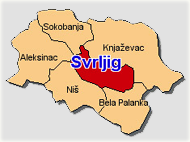 Sokobanja
Knjaževac
Aleksinac
Svrljig
Niš
Bela Palanka